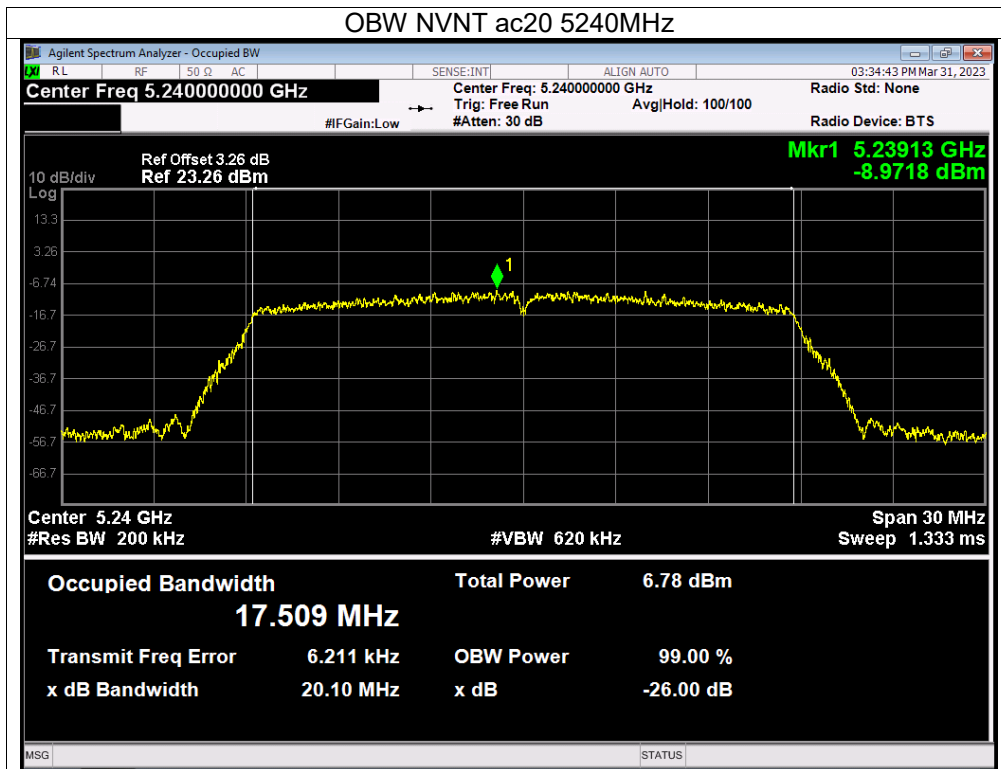 OBW NVNT ac20 5240MHz
Agilent Spectrum Analyzer - Occupied BW
LXI RL RF 50 Ω AC SENSE:INT ALIGN AUTO 03:34:43 PM Mar 31, 2023
Center Freq 5.240000000 GHz Center Freq: 5.240000000 GHz Radio Std: None
Trig: Free Run Avg|Hold: 100/100
#IFGain:Low #Atten: 30 dB Radio Device: BTS
Mkr1 5.23913 GHz
-8.9718 dBm
Ref Offset 3.26 dB
10 dB/div Ref 23.26 dBm
Log
13.3
3.26
1
-6.74
-16.7
-26.7
-36.7
-46.7
-56.7
-66.7
Center 5.24 GHz Span 30 MHz
#Res BW 200 kHz #VBW 620 kHz Sweep 1.333 ms
Occupied Bandwidth Total Power 6.78 dBm
17.509 MHz
Transmit Freq Error 6.211 kHz OBW Power 99.00 %
x dB Bandwidth 20.10 MHz x dB -26.00 dB
MSG STATUS